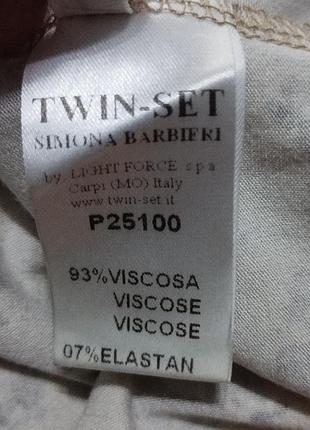 TWIN-SET
SIMONA BARBIERI
by LIGHT FORCE s p a
Carpi (MO) Italy
www.twin-set.it
P25100
93%VISCOSA
VISCOSE
VISCOSE
07%ELASTAN